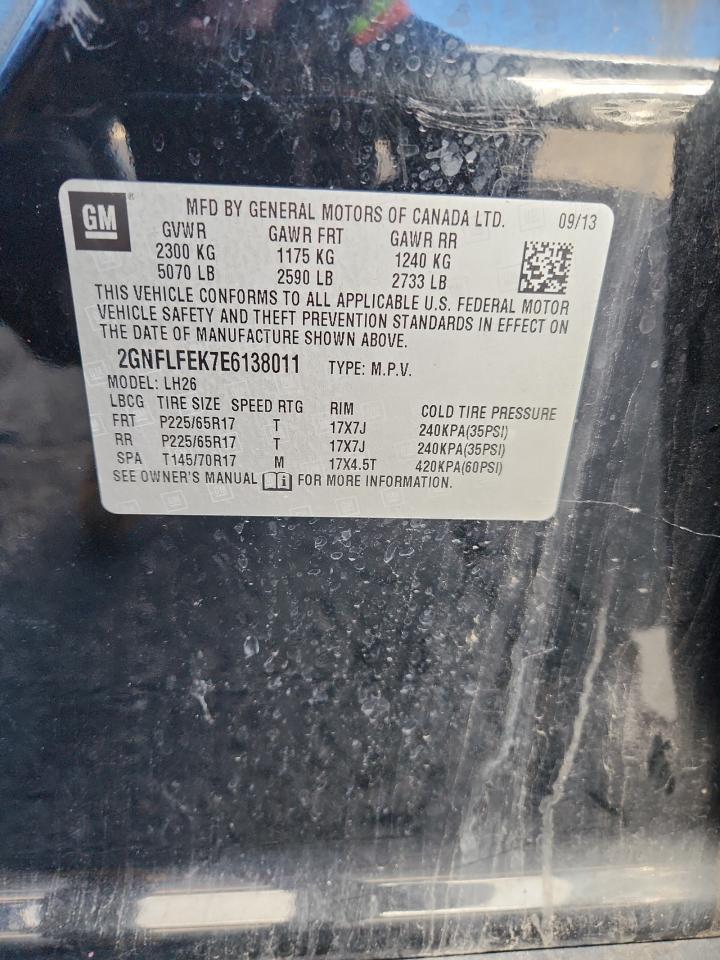 GM
MFD BY GENERAL MOTORS OF CANADA LTD. 09/13
GVWR GAWR FRT GAWR RR
2300 KG 1175 KG 1240 KG
5070 LB 2590 LB 2733 LB
THIS VEHICLE CONFORMS TO ALL APPLICABLE U.S. FEDERAL MOTOR
VEHICLE SAFETY AND THEFT PREVENTION STANDARDS IN EFFECT ON
THE DATE OF MANUFACTURE SHOWN ABOVE.
2GNFLFEK7E6138011 TYPE: M.P.V.
MODEL: LH26
LBCG TIRE SIZE SPEED RTG RIM COLD TIRE PRESSURE
FRT P225/65R17 T 17X7J 240KPA(35PSI)
RR P225/65R17 T 17X7J 240KPA(35PSI)
SPA T145/70R17 M 17X4.5T 420KPA(60PSI)
SEE OWNER'S MANUAL FOR MORE INFORMATION.